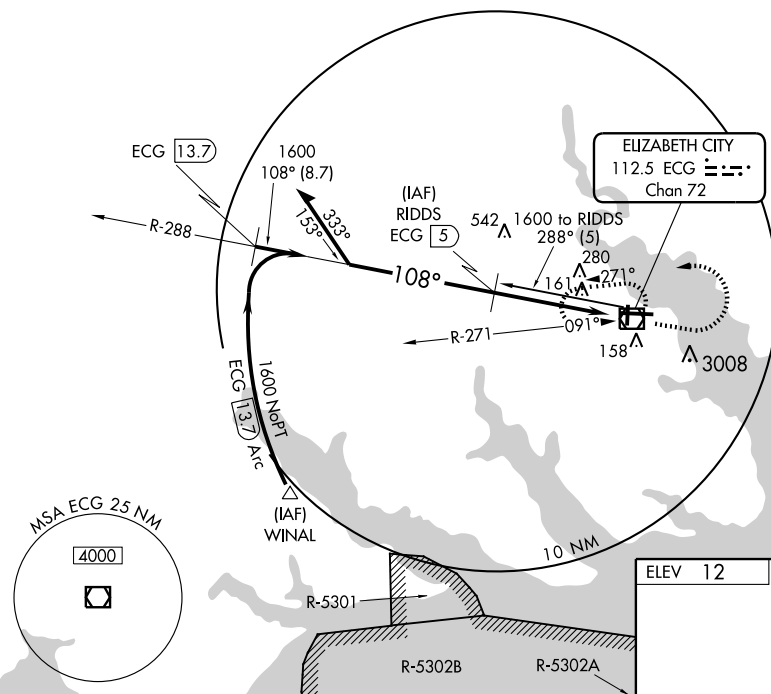 ELIZABETH CITY
112.5 ECG
Chan 72
ECG 13.7
1600
108° (8.7)
R-288
333°
153°
(IAF)
RIDDS
ECG 5
542
1600 to RIDDS
288° (5)
280
161
271°
108°
R-271
091°
158
3008
1600 NoPT
ECG 13.7 Arc
(IAF)
WINAL
10 NM
MSA ECG 25 NM
4000
R-5301
R-5302B
R-5302A
ELEV 12